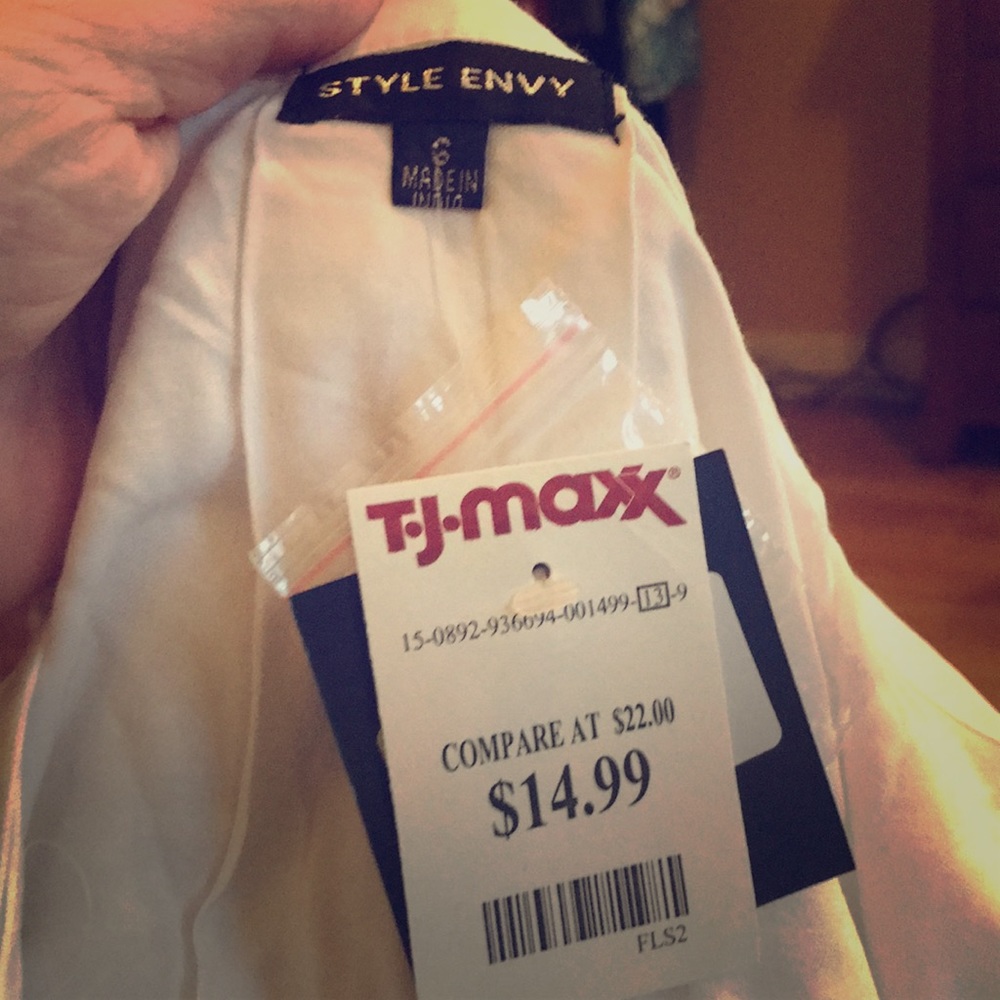 STYLE ENVY
6
MADE IN
INDIA
T·J·maxx®
15-0892-936694-001499-13-9
COMPARE AT $22.00
$14.99
FLS2